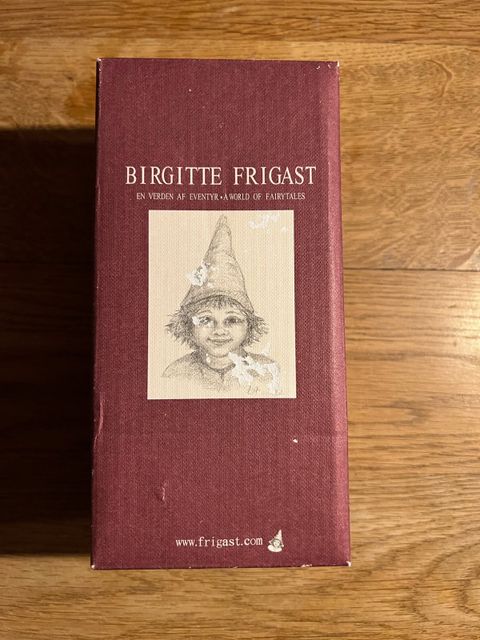 BIRGITTE FRIGAST
EN VERDEN AF EVENTYR • A WORLD OF FAIRYTALES
www.frigast.com